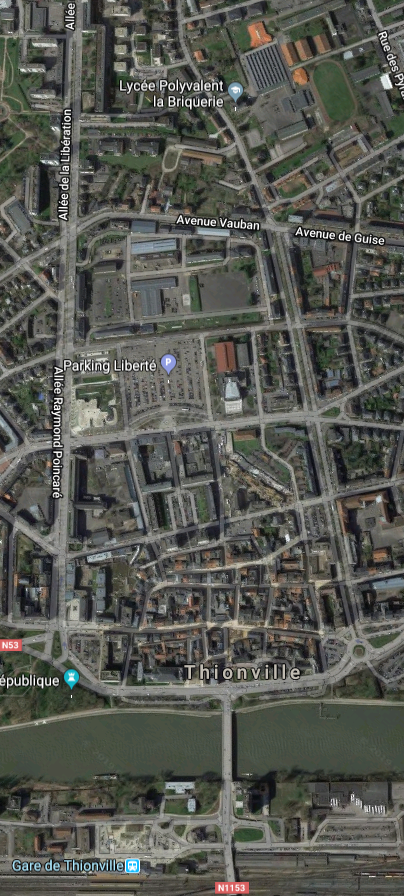 Allée
Rue des Pyra
Lycée Polyvalent
la Briquerie
Allée de la Libération
Avenue Vauban
Avenue de Guise
Parking Liberté
P
Allée Raymond Poincaré
N53
Thionville
épublique
Gare de Thionville
N1153